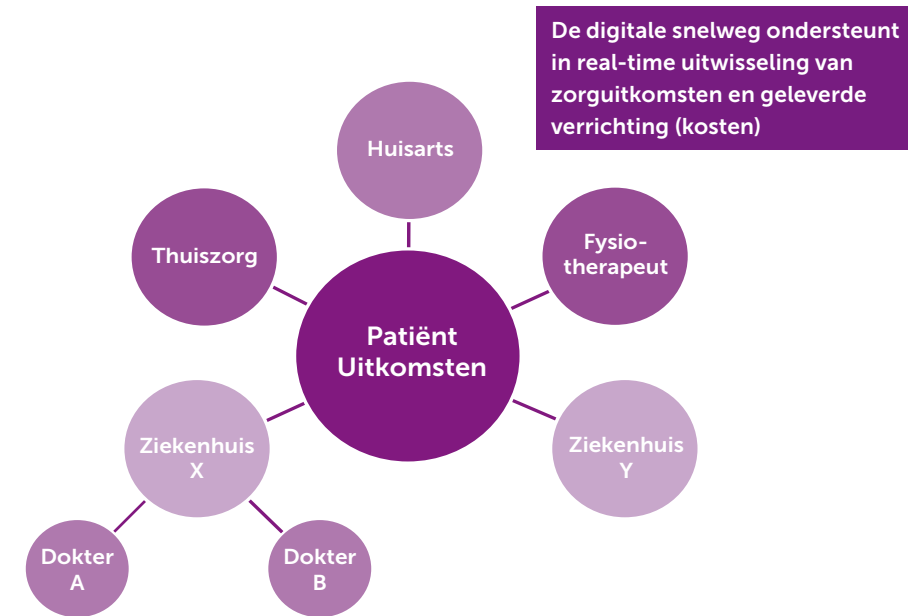 De digitale snelweg ondersteunt
in real-time uitwisseling van
zorguitkomsten en geleverde
verrichting (kosten)
Huisarts
Thuiszorg
Fysio-
therapeut
Patiënt
Uitkomsten
Ziekenhuis
X
Ziekenhuis
Y
Dokter
A
Dokter
B